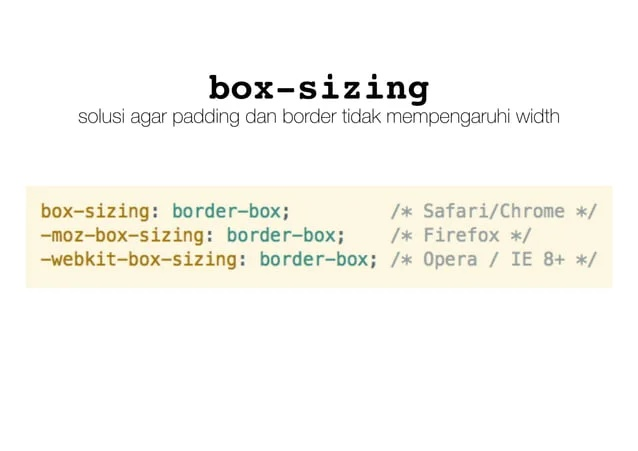 box-sizing
solusi agar padding dan border tidak mempengaruhi width
box-sizing: border-box; /* Safari/Chrome */
-moz-box-sizing: border-box; /* Firefox */
-webkit-box-sizing: border-box; /* Opera / IE 8+ */